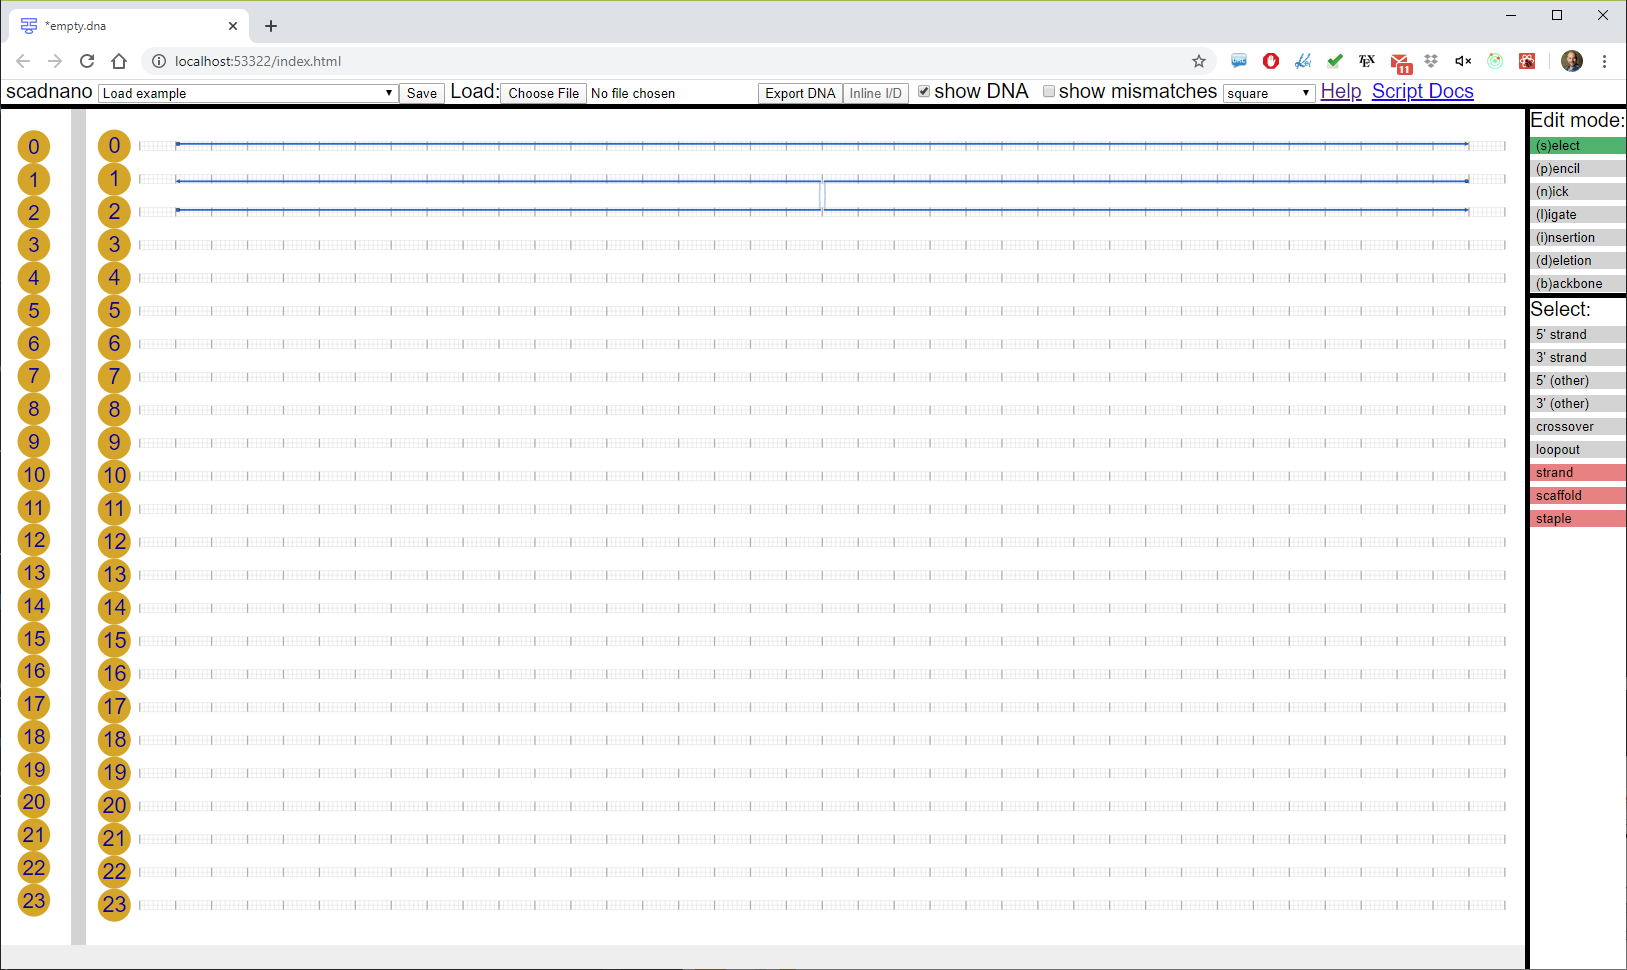 *empty.dna
localhost:53322/index.html
11
scadnano Load example Save Load: Choose File No file chosen Export DNA Inline I/D show DNA show mismatches square Help Script Docs
0 0
1 1
2 2
3 3
4 4
5 5
6 6
7 7
8 8
9 9
10 10
11 11
12 12
13 13
14 14
15 15
16 16
17 17
18 18
19 19
20 20
21 21
22 22
23 23
Edit mode:
(s)elect
(p)encil
(n)ick
(l)igate
(i)nsertion
(d)eletion
(b)ackbone
Select:
5' strand
3' strand
5' (other)
3' (other)
crossover
loopout
strand
scaffold
staple